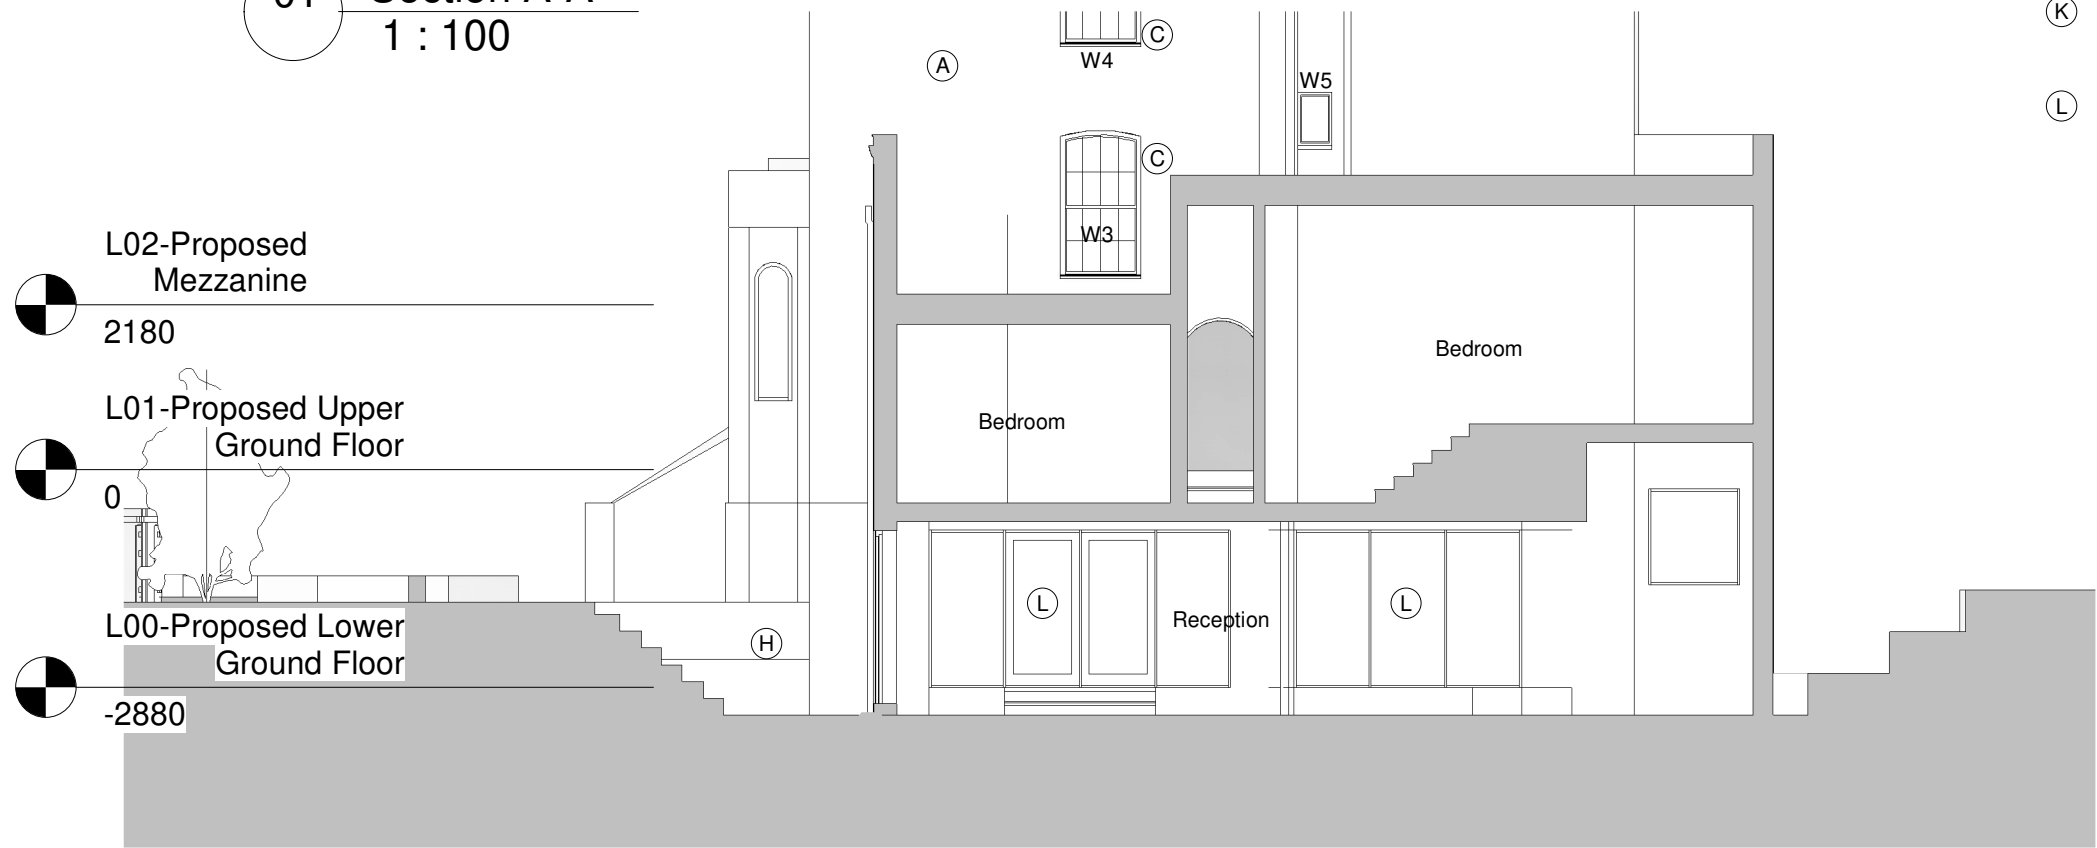 1 : 100
K
C
A
W4
W5
L
C
W3
L02-Proposed
Mezzanine
2180
Bedroom
L01-Proposed Upper
Ground Floor
Bedroom
0
L
L
Reception
L00-Proposed Lower
Ground Floor
H
-2880